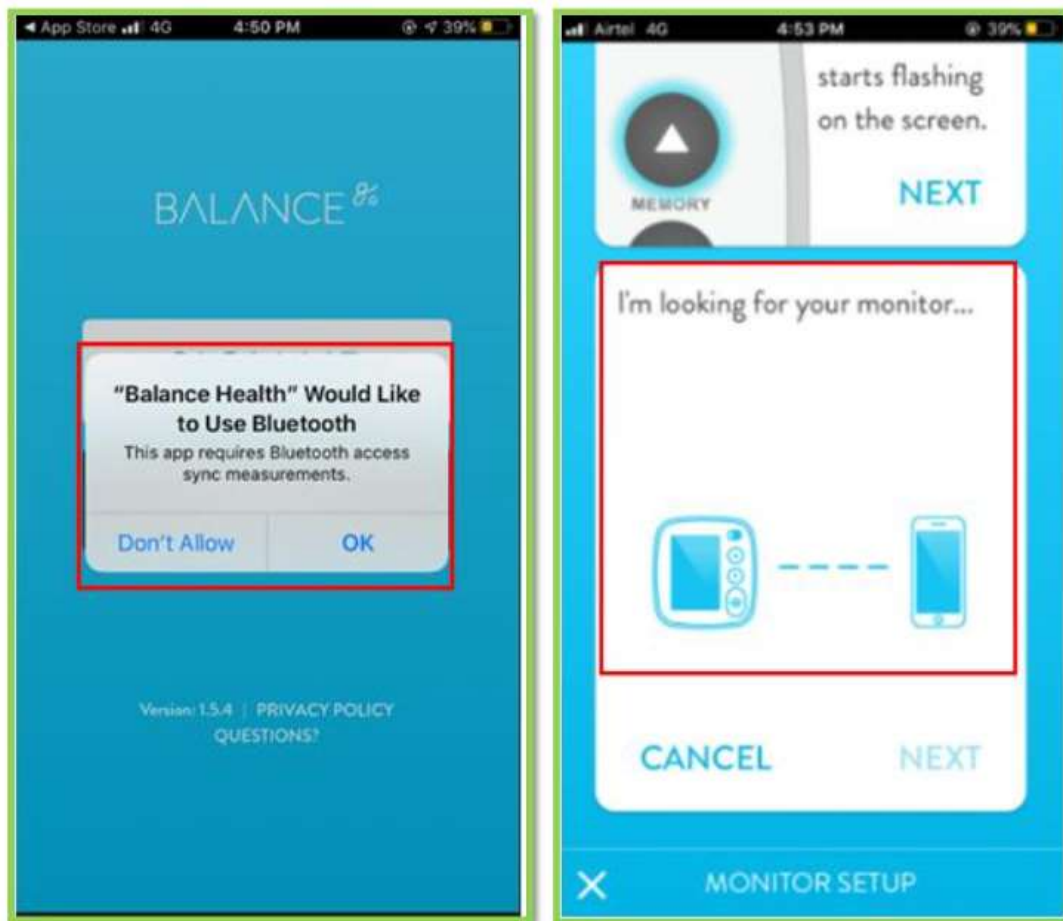 App Store 4G 4:50 PM 39%
BALANCE
"Balance Health" Would Like
to Use Bluetooth
This app requires Bluetooth access
sync measurements.
Don't Allow OK
Version: 1.5.4 | PRIVACY POLICY
QUESTIONS?
Airtel 4G 4:53 PM 39%
starts flashing
on the screen.
MEMORY
NEXT
I'm looking for your monitor...
CANCEL NEXT
MONITOR SETUP